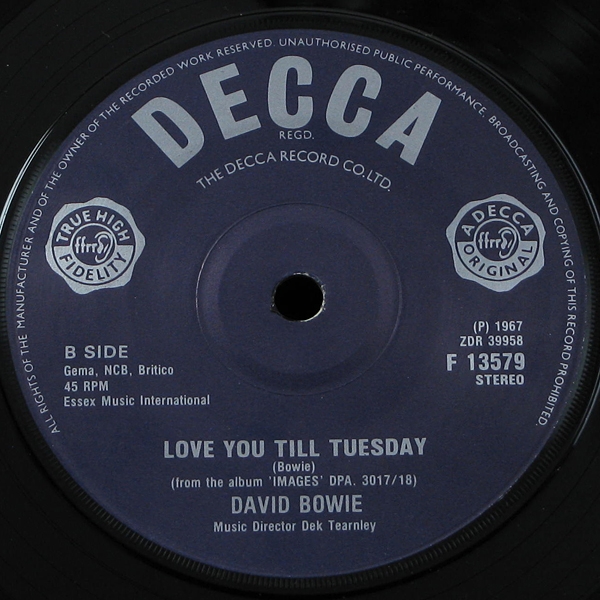 ALL RIGHTS OF THE MANUFACTURER AND OF THE OWNER OF THE RECORDED WORK RESERVED. UNAUTHORISED PUBLIC PERFORMANCE, BROADCASTING AND COPYING OF THIS RECORD PROHIBITED.
DECCA
REGD.
THE DECCA RECORD CO. LTD.
TRUE HIGH
ffrr
FIDELITY
A DECCA
ffrr
ORIGINAL
B SIDE
Gema, NCB, Britico
45 RPM
Essex Music International
(P) 1967
ZDR 39958
F 13579
STEREO
LOVE YOU TILL TUESDAY
(Bowie)
(from the album 'IMAGES' DPA. 3017/18)
DAVID BOWIE
Music Director Dek Tearnley